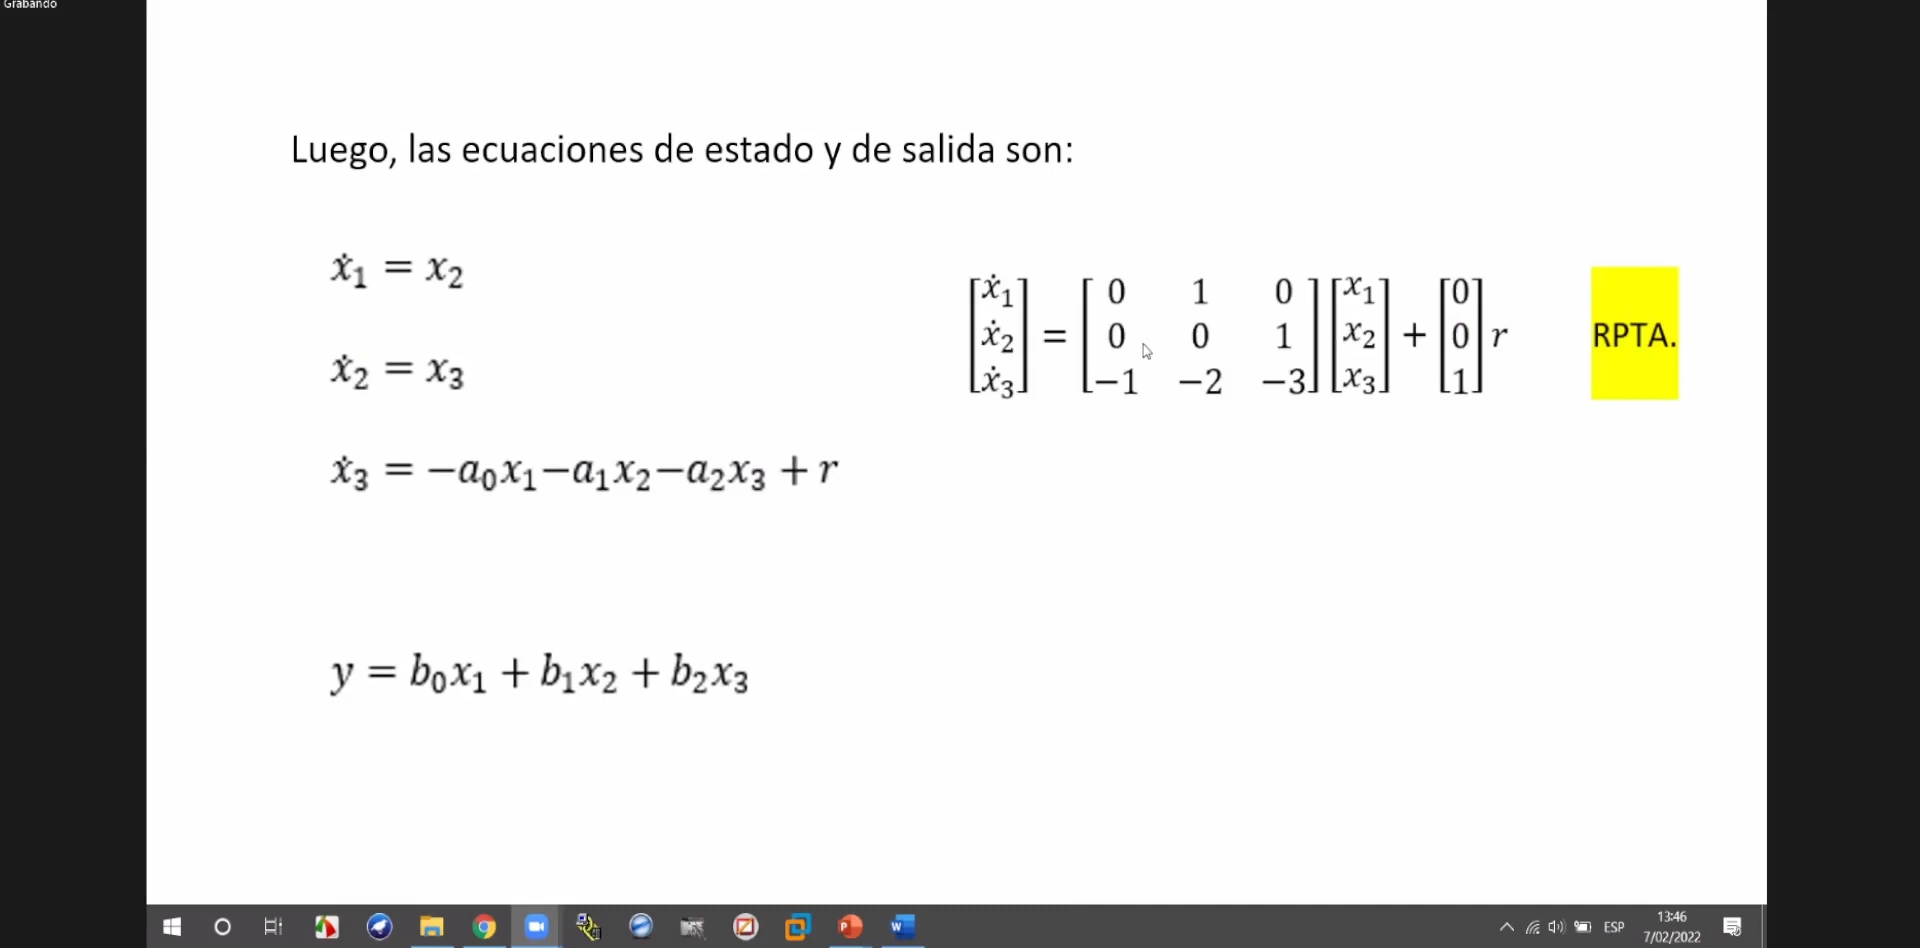 Grabando
Luego, las ecuaciones de estado y de salida son:
ẋ₁ = x₂
ẋ₂ = x₃
ẋ₃ = −a₀x₁−a₁x₂−a₂x₃ + r
y = b₀x₁ + b₁x₂ + b₂x₃
[ẋ₁ ẋ₂ ẋ₃] = [0 1 0; 0 0 1; −1 −2 −3] [x₁ x₂ x₃] + [0 0 1] r
RPTA.
ESP
13:46
7/02/2022